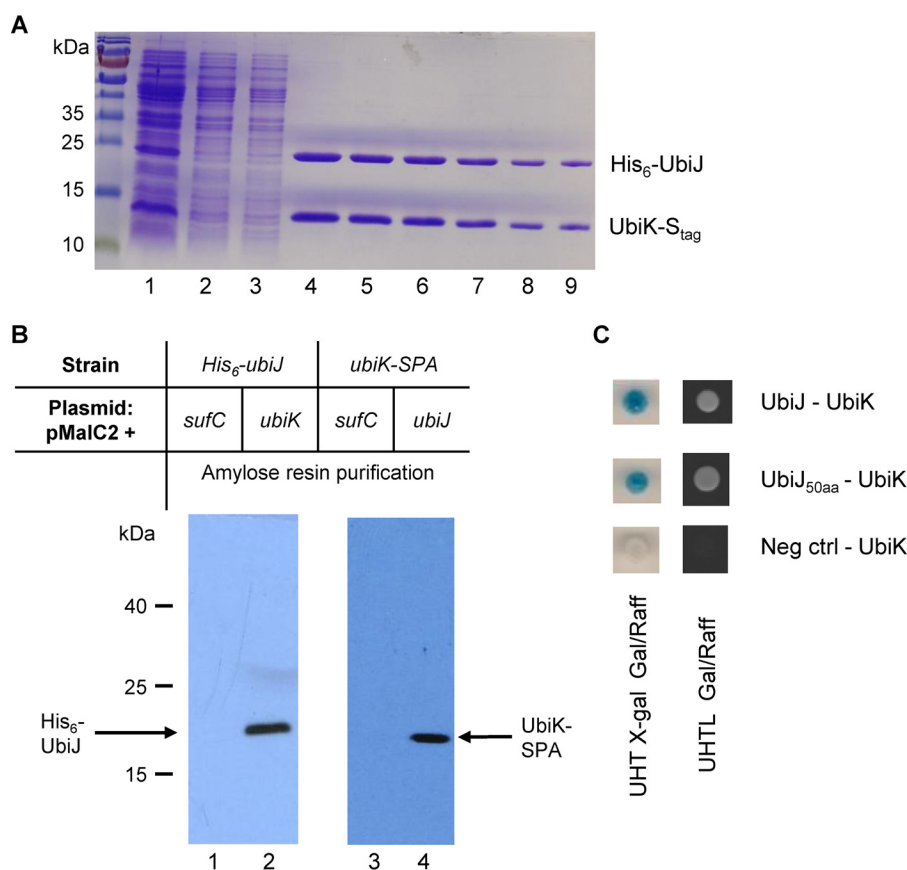 A
kDa
35
25
15
10
His6-UbiJ
UbiK-Stag
1 2 3 4 5 6 7 8 9
B
Strain His6-ubiJ ubiK-SPA
Plasmid:
pMalC2 + sufC ubiK sufC ubiJ
Amylose resin purification
kDa
40
25
15
His6-
UbiJ
UbiK-
SPA
1 2 3 4
C
UbiJ - UbiK
UbiJ50aa - UbiK
Neg ctrl - UbiK
UHT X-gal Gal/Raff
UHTL Gal/Raff